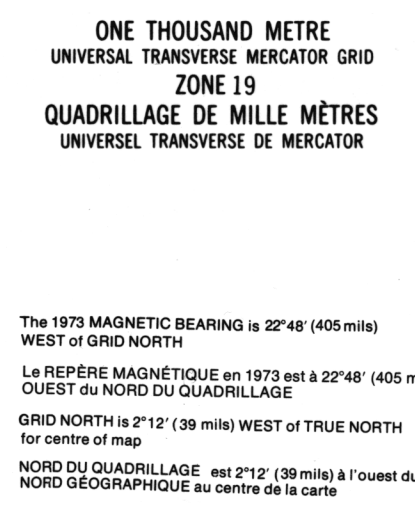 ONE THOUSAND METRE
UNIVERSAL TRANSVERSE MERCATOR GRID
ZONE 19
QUADRILLAGE DE MILLE MÈTRES
UNIVERSEL TRANSVERSE DE MERCATOR
The 1973 MAGNETIC BEARING is 22°48′ (405 mils)
WEST of GRID NORTH
Le REPÈRE MAGNÉTIQUE en 1973 est à 22°48′ (405 m
OUEST du NORD DU QUADRILLAGE
GRID NORTH is 2°12′ (39 mils) WEST of TRUE NORTH
for centre of map
NORD DU QUADRILLAGE est 2°12′ (39 mils) à l'ouest du
NORD GÉOGRAPHIQUE au centre de la carte